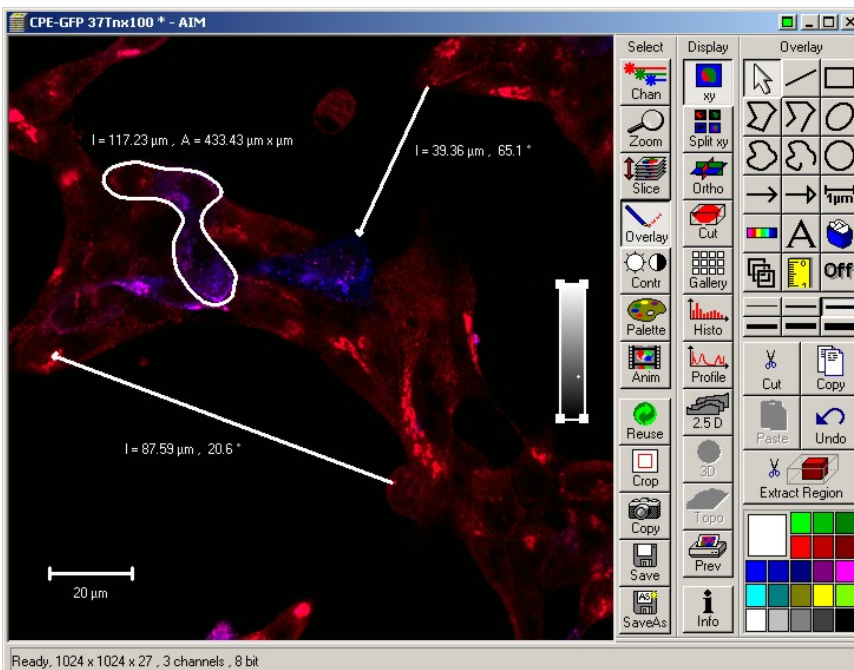 CPE-GFP 37Tnx100 * - AIM
l = 117.23 µm , A = 433.43 µm x µm
l = 39.36 µm , 65.1 °
l = 87.59 µm , 20.6 °
20 µm
Select
Chan
Zoom
Slice
Overlay
Contr
Palette
Anim
Reuse
Crop
Copy
Save
AS
SaveAs
Display
xy
Split xy
Ortho
Cut
Gallery
Histo
Profile
2.5 D
3D
Topo
Prev
i
Info
Overlay
1µm
A
Off
Cut
Copy
Paste
Undo
Extract Region
Ready, 1024 x 1024 x 27 , 3 channels , 8 bit